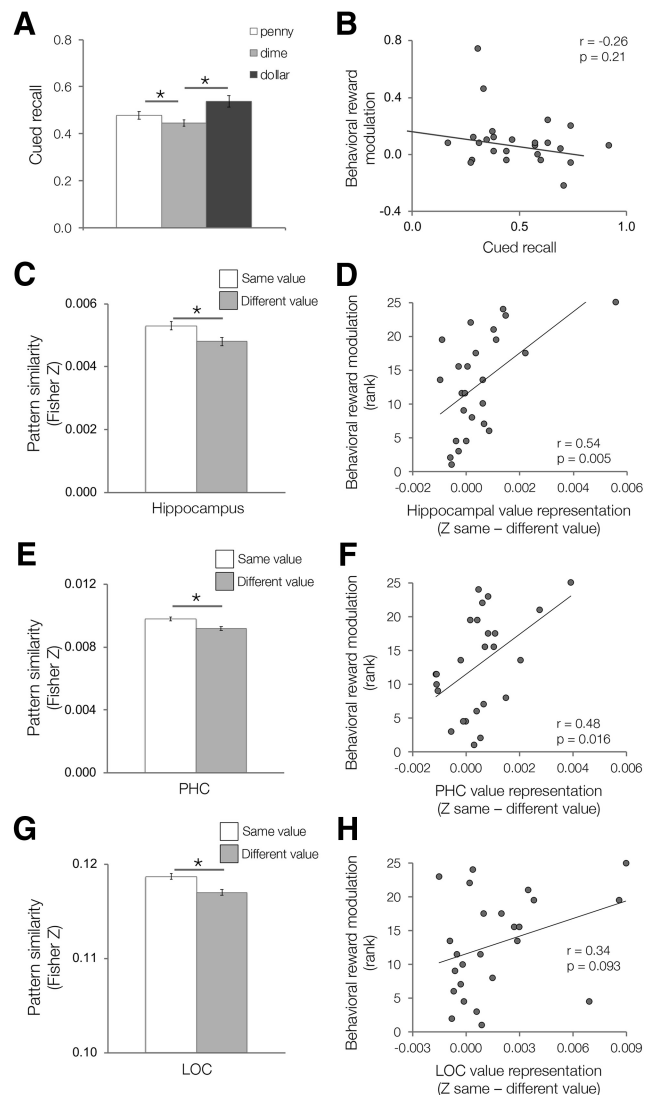 A
penny
dime
dollar
0.8
0.6
0.4
0.2
0.0
Cued recall
*
*
B
r = -0.26
p = 0.21
0.8
0.4
0.0
-0.4
0.0
0.5
1.0
Behavioral reward
modulation
Cued recall
C
Same value
Different value
0.006
0.004
0.002
0.000
*
Pattern similarity
(Fisher Z)
Hippocampus
D
25
20
15
10
5
0
-0.002
0.000
0.002
0.004
0.006
r = 0.54
p = 0.005
Behavioral reward modulation
(rank)
Hippocampal value representation
(Z same – different value)
E
Same value
Different value
0.012
0.008
0.004
0.000
*
Pattern similarity
(Fisher Z)
PHC
F
25
20
15
10
5
0
-0.002
0.000
0.002
0.004
0.006
r = 0.48
p = 0.016
Behavioral reward modulation
(rank)
PHC value representation
(Z same – different value)
G
Same value
Different value
0.12
0.11
0.10
*
Pattern similarity
(Fisher Z)
LOC
H
25
20
15
10
5
0
-0.003
0.000
0.003
0.006
0.009
r = 0.34
p = 0.093
Behavioral reward modulation
(rank)
LOC value representation
(Z same – different value)